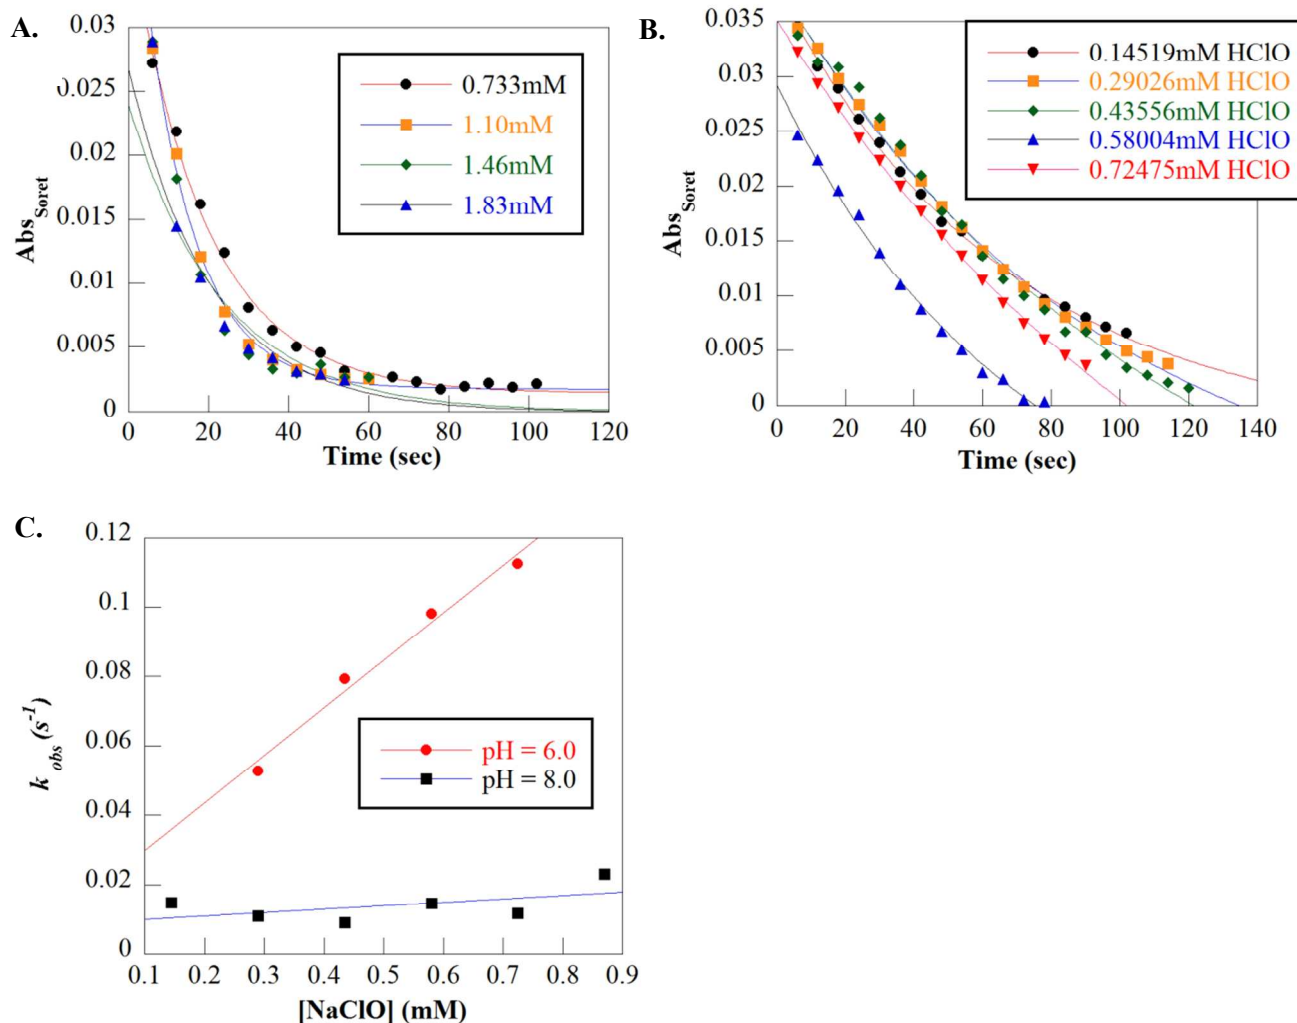 A.
0.03
0.025
0.02
0.015
0.01
0.005
0
Abs Soret
0.733mM
1.10mM
1.46mM
1.83mM
0 20 40 60 80 100 120
Time (sec)
B.
0.035
0.03
0.025
0.02
0.015
0.01
0.005
0
Abs Soret
0.14519mM HClO
0.29026mM HClO
0.43556mM HClO
0.58004mM HClO
0.72475mM HClO
0 20 40 60 80 100 120 140
Time (sec)
C.
0.12
0.1
0.08
0.06
0.04
0.02
0
k obs (s-1)
pH = 6.0
pH = 8.0
0.1 0.2 0.3 0.4 0.5 0.6 0.7 0.8 0.9
[NaClO] (mM)